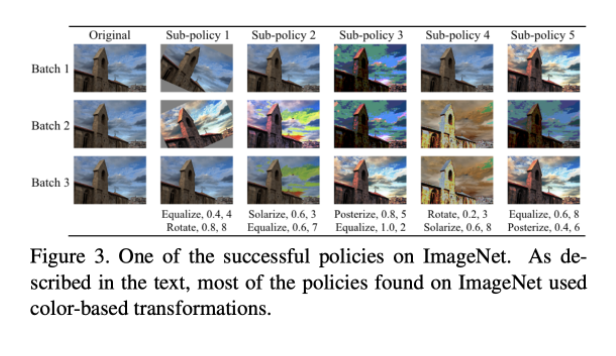 Original Sub-policy 1 Sub-policy 2 Sub-policy 3 Sub-policy 4 Sub-policy 5
Batch 1
Batch 2
Batch 3
Equalize, 0.4, 4 Solarize, 0.6, 3 Posterize, 0.8, 5 Rotate, 0.2, 3 Equalize, 0.6, 8
Rotate, 0.8, 8 Equalize, 0.6, 7 Equalize, 1.0, 2 Solarize, 0.6, 8 Posterize, 0.4, 6
Figure 3. One of the successful policies on ImageNet. As de-
scribed in the text, most of the policies found on ImageNet used
color-based transformations.